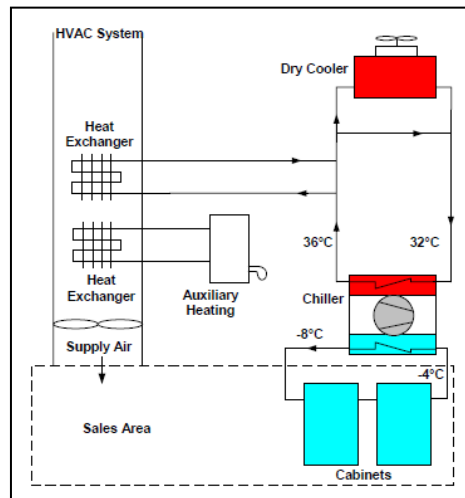 HVAC System
Dry Cooler
Heat
Exchanger
36°C
32°C
Heat
Exchanger
Auxiliary
Heating
Chiller
Supply Air
-8°C
-4°C
Sales Area
Cabinets